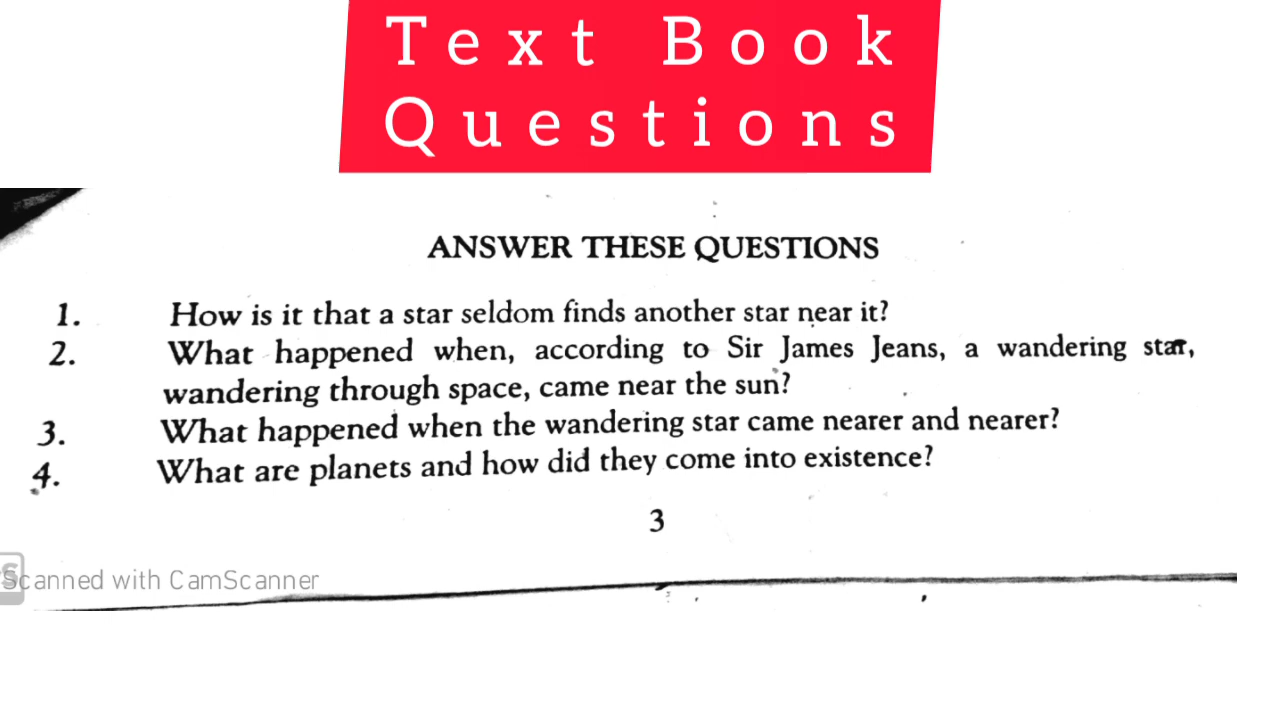 Text Book
Questions
ANSWER THESE QUESTIONS
1. How is it that a star seldom finds another star near it?
2. What happened when, according to Sir James Jeans, a wandering star,
wandering through space, came near the sun?
3. What happened when the wandering star came nearer and nearer?
4. What are planets and how did they come into existence?
3
Scanned with CamScanner